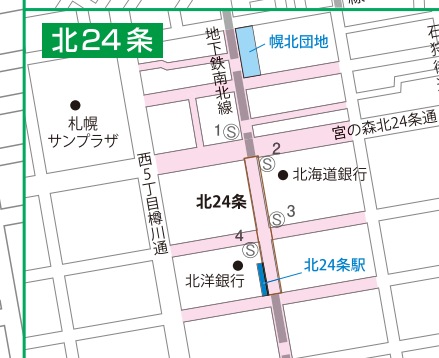 北24条
地下鉄南北線
幌北団地
札幌
サンプラザ
1 Ⓢ
宮の森北24条通
2
Ⓢ
北海道銀行
西5丁目樽川通
北24条
Ⓢ 3
4
Ⓢ
北24条駅
北洋銀行